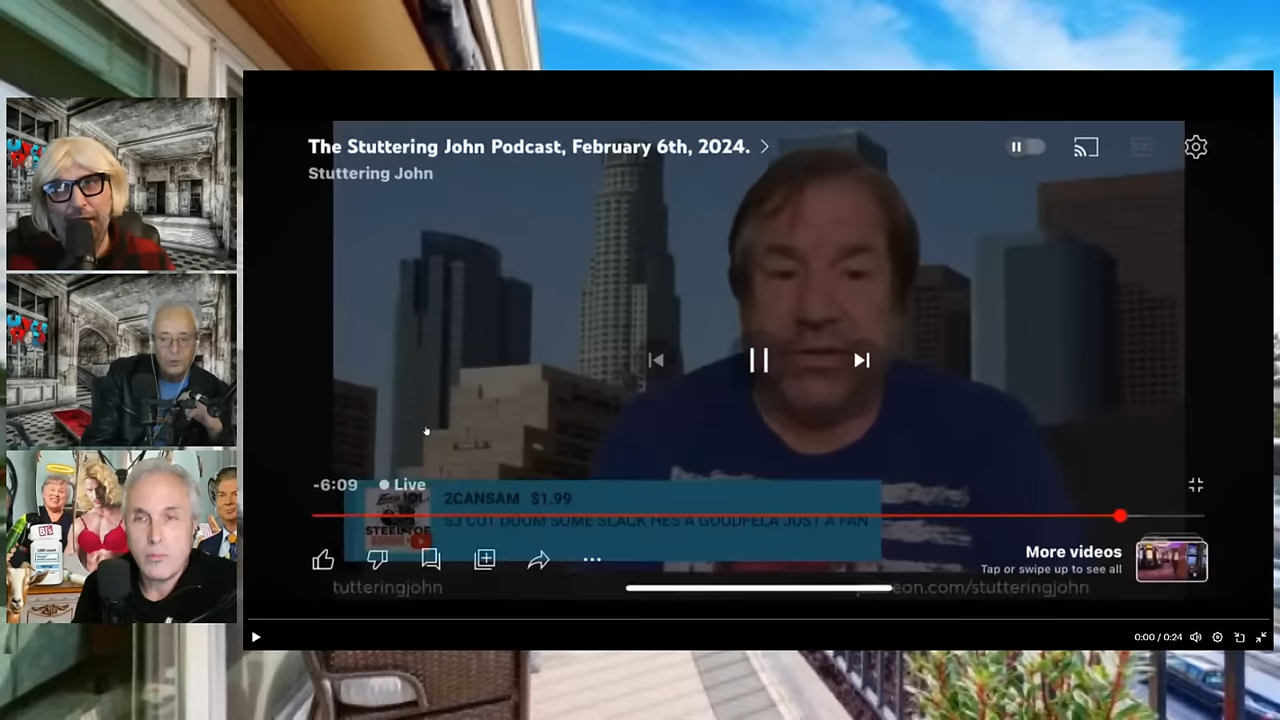 The Stuttering John Podcast, February 6th, 2024.
Stuttering John
-6:09
Live
2CANSAM $1.99
SJ CUT DOOM SOME SLACK HES A GOODFELA JUST A FAN
STEEL TOE
More videos
Tap or swipe up to see all
tutteringjohn
eon.com/stutteringjohn
0:00 / 0:24